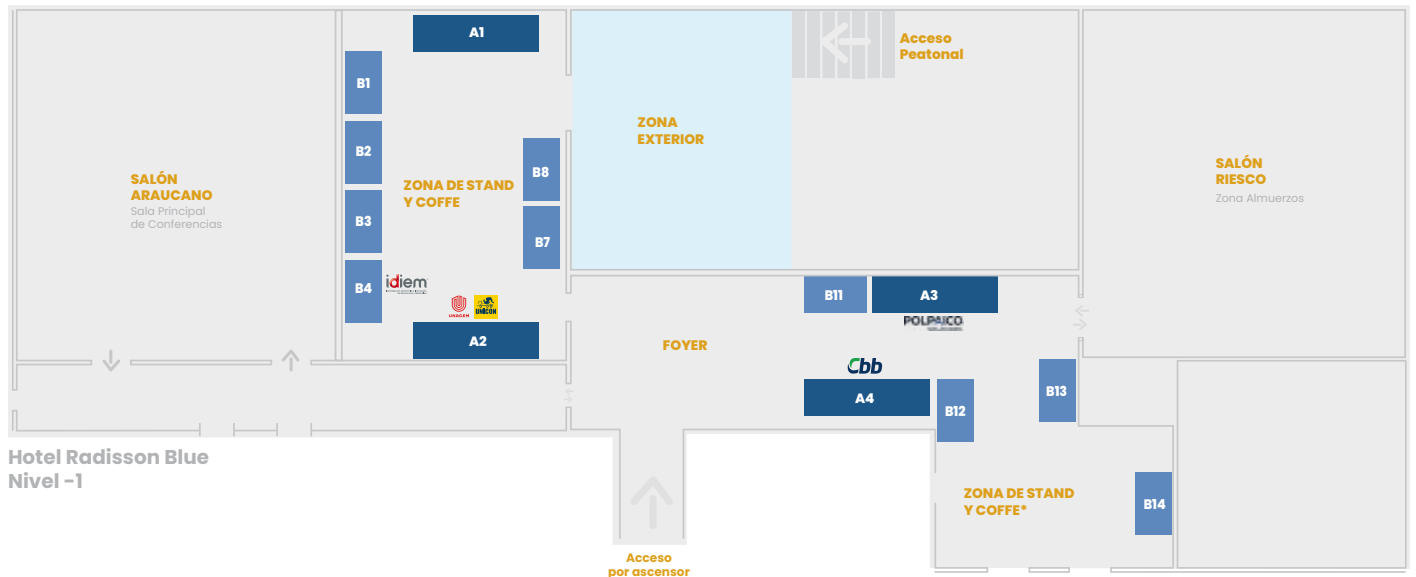 A1
Acceso
Peatonal
B1
ZONA
EXTERIOR
B2
B8
SALÓN
ARAUCANO
Sala Principal
de Conferencias
ZONA DE STAND
Y COFFE
SALÓN
RIESCO
Zona Almuerzos
B3
B7
B4
idiem
UNACEM
UNICON
B11
A3
POLPAICO
A2
FOYER
Cbb
A4
B12
B13
Hotel Radisson Blue
Nivel -1
ZONA DE STAND
Y COFFE*
B14
Acceso
por ascensor